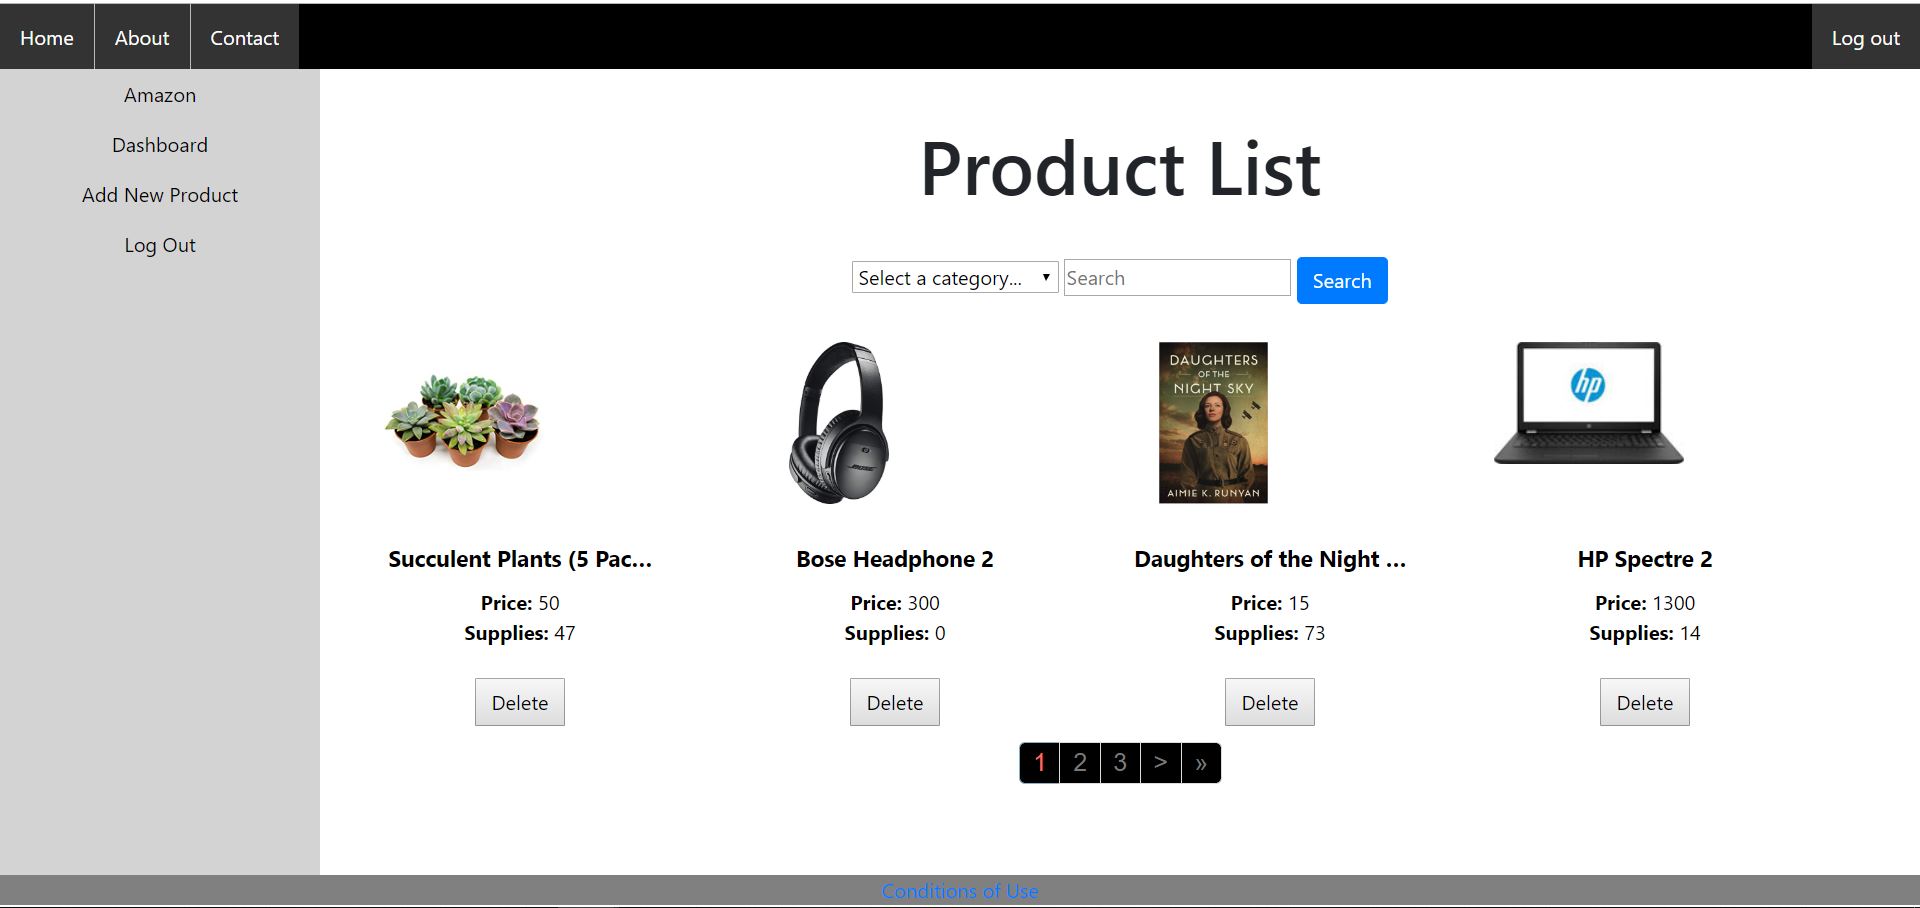 Home About Contact Log out
Amazon
Dashboard
Add New Product
Log Out
Product List
Select a category... Search Search
DAUGHTERS
OF THE
NIGHT SKY
AIMIE K. RUNYAN
BOSE
hp
Succulent Plants (5 Pac... Bose Headphone 2 Daughters of the Night ... HP Spectre 2
Price: 50 Price: 300 Price: 15 Price: 1300
Supplies: 47 Supplies: 0 Supplies: 73 Supplies: 14
Delete Delete Delete Delete
1 2 3 > »
Conditions of Use